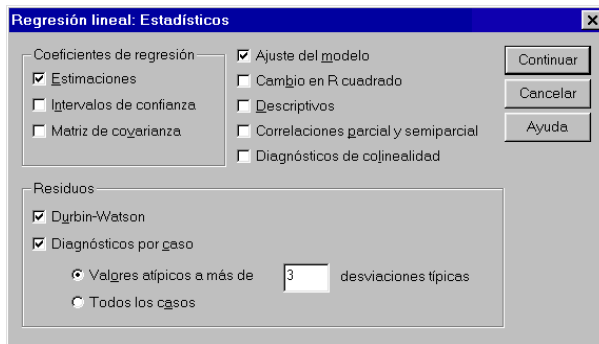 Regresión lineal: Estadísticos
Coeficientes de regresión
Estimaciones
Intervalos de confianza
Matriz de covarianza
Ajuste del modelo
Cambio en R cuadrado
Descriptivos
Correlaciones parcial y semiparcial
Diagnósticos de colinealidad
Continuar
Cancelar
Ayuda
Residuos
Durbin-Watson
Diagnósticos por caso
Valores atípicos a más de 3 desviaciones típicas
Todos los casos